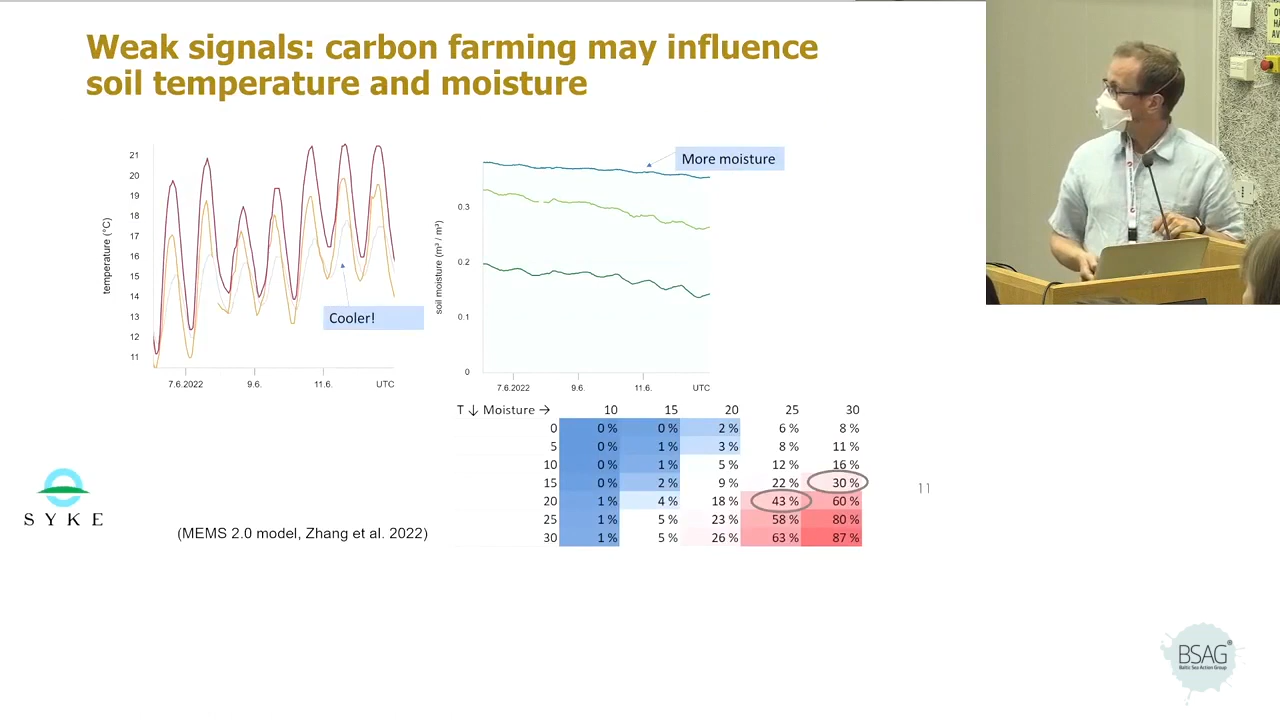 Weak signals: carbon farming may influence
soil temperature and moisture
temperature (°C)
21
20
19
18
17
16
15
14
13
12
11
7.6.2022 9.6. 11.6. UTC
Cooler!
soil moisture (m³ / m³)
0.3
0.2
0.1
0
7.6.2022 9.6. 11.6. UTC
More moisture
T ↓ Moisture → 10 15 20 25 30
0 0 % 0 % 2 % 6 % 8 %
5 0 % 1 % 3 % 8 % 11 %
10 0 % 1 % 5 % 12 % 16 %
15 0 % 2 % 9 % 22 % 30 %
20 1 % 4 % 18 % 43 % 60 %
25 1 % 5 % 23 % 58 % 80 %
30 1 % 5 % 26 % 63 % 87 %
11
SYKE
(MEMS 2.0 model, Zhang et al. 2022)
BSAG®
Baltic Sea Action Group